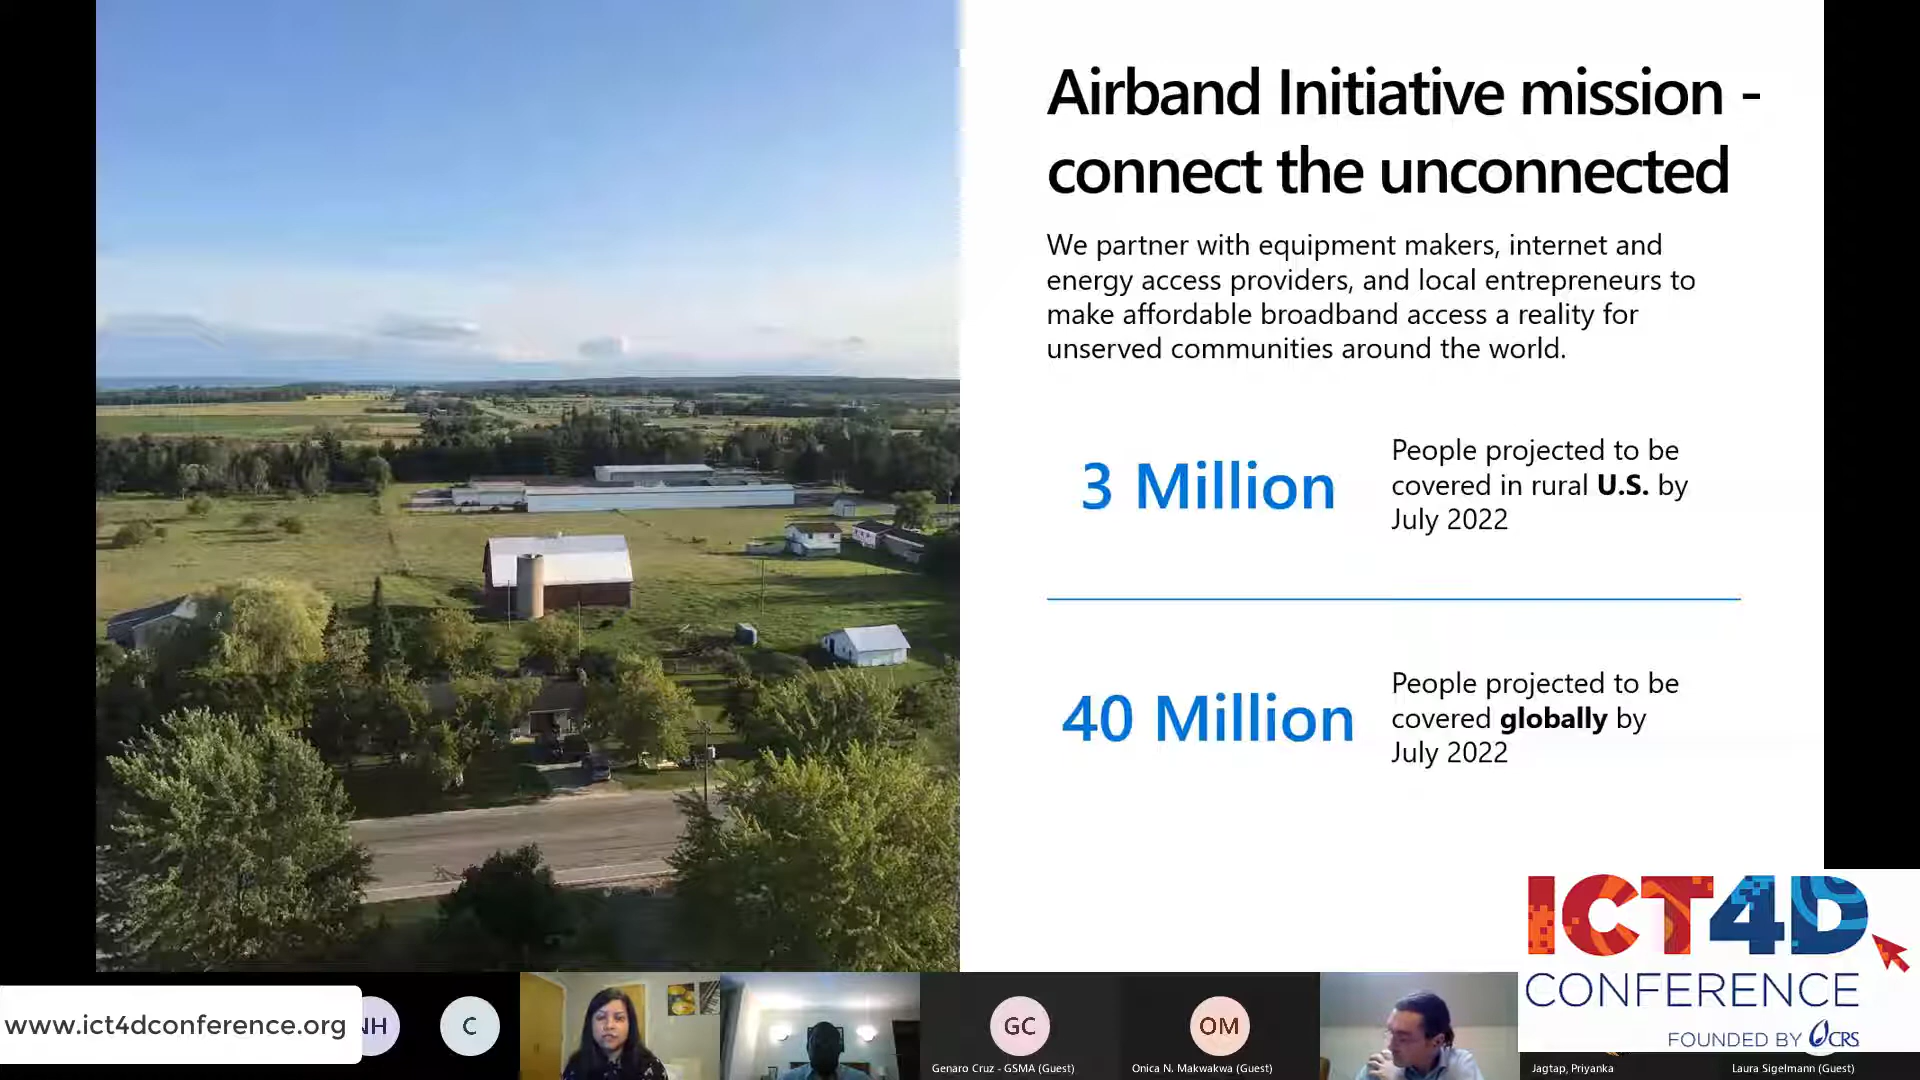 Airband Initiative mission -
connect the unconnected
We partner with equipment makers, internet and
energy access providers, and local entrepreneurs to
make affordable broadband access a reality for
unserved communities around the world.
3 Million
People projected to be
covered in rural U.S. by
July 2022
40 Million
People projected to be
covered globally by
July 2022
ICT4D
CONFERENCE
FOUNDED BY CRS
www.ict4dconference.org
NH
C
GC
Genaro Cruz - GSMA (Guest)
OM
Onica N. Makwakwa (Guest)
Jagtap, Priyanka
Laura Sigelmann (Guest)